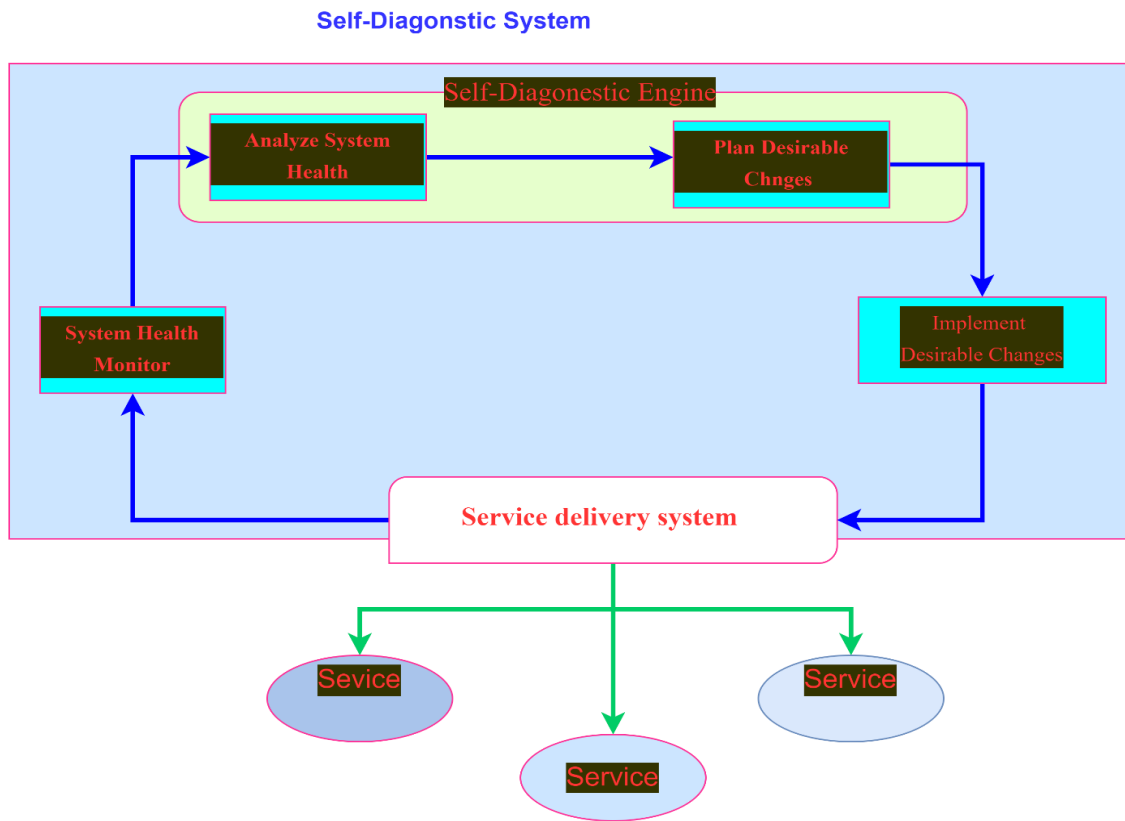 Self-Diagonstic System
Self-Diagonestic Engine
Analyze System
Health
Plan Desirable
Chnges
System Health
Monitor
Implement
Desirable Changes
Service delivery system
Sevice
Service
Service